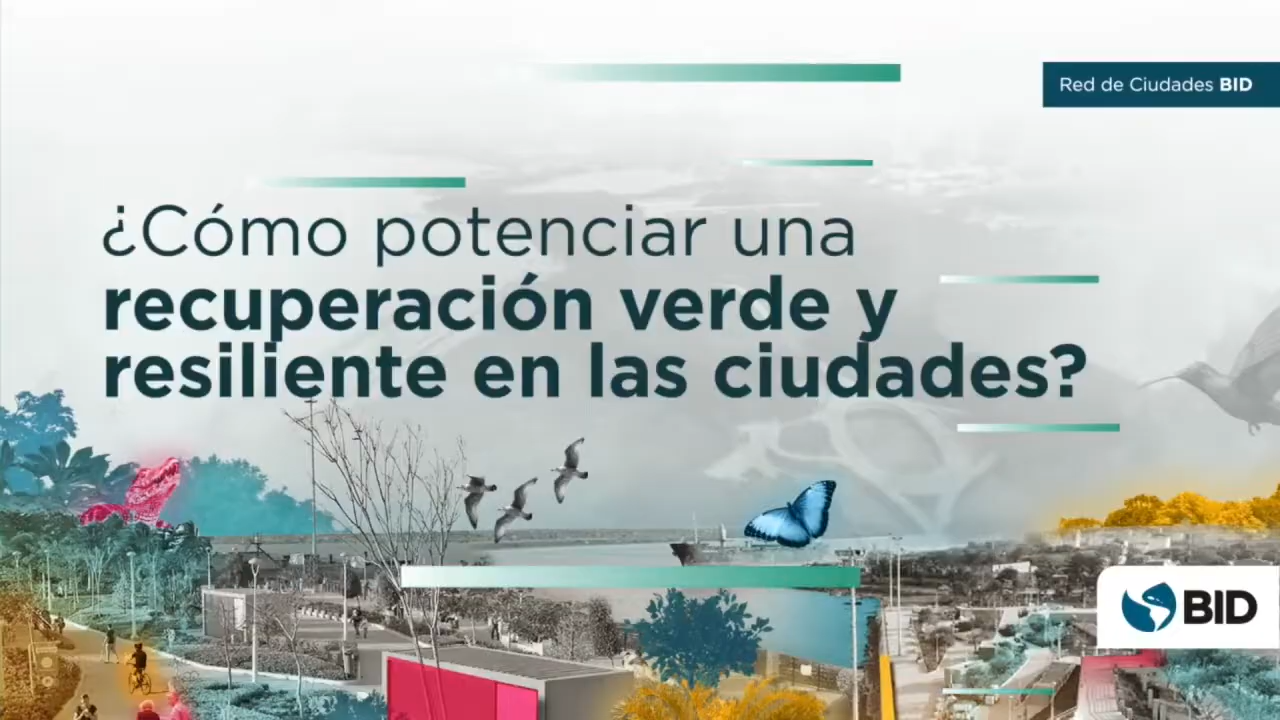 Red de Ciudades BID
¿Cómo potenciar una
recuperación verde y
resiliente en las ciudades?
BID